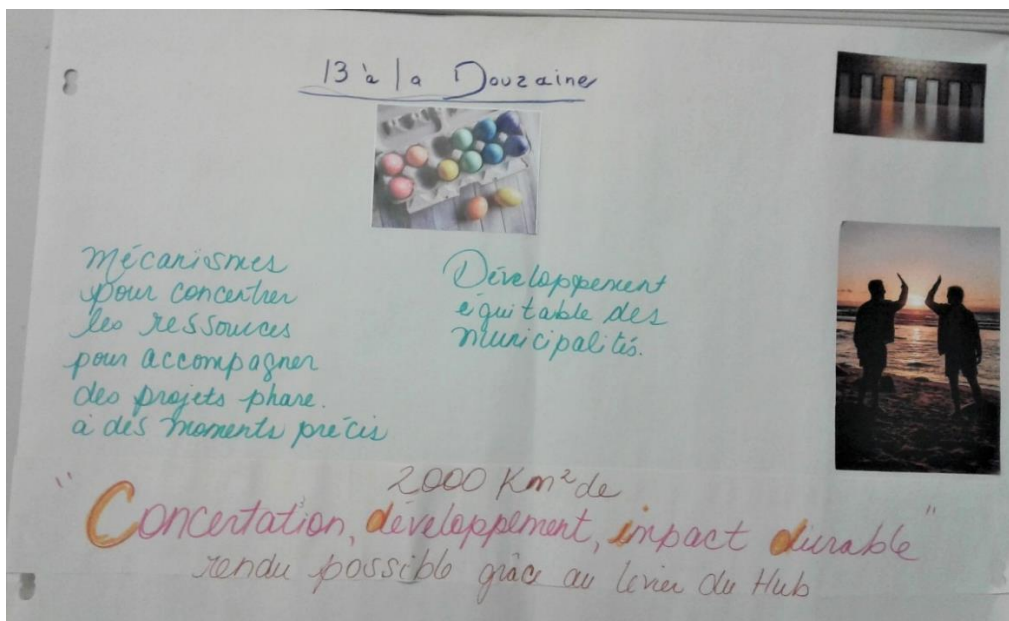 13 à la Douzaine
Mécanismes
pour concentrer
les ressources
pour accompagner
des projets phare.
à des moments précis
Développement
équitable des
municipalités.
2000 Km² de
"Concertation, développement, impact durable"
rendu possible grâce au levier du Hub